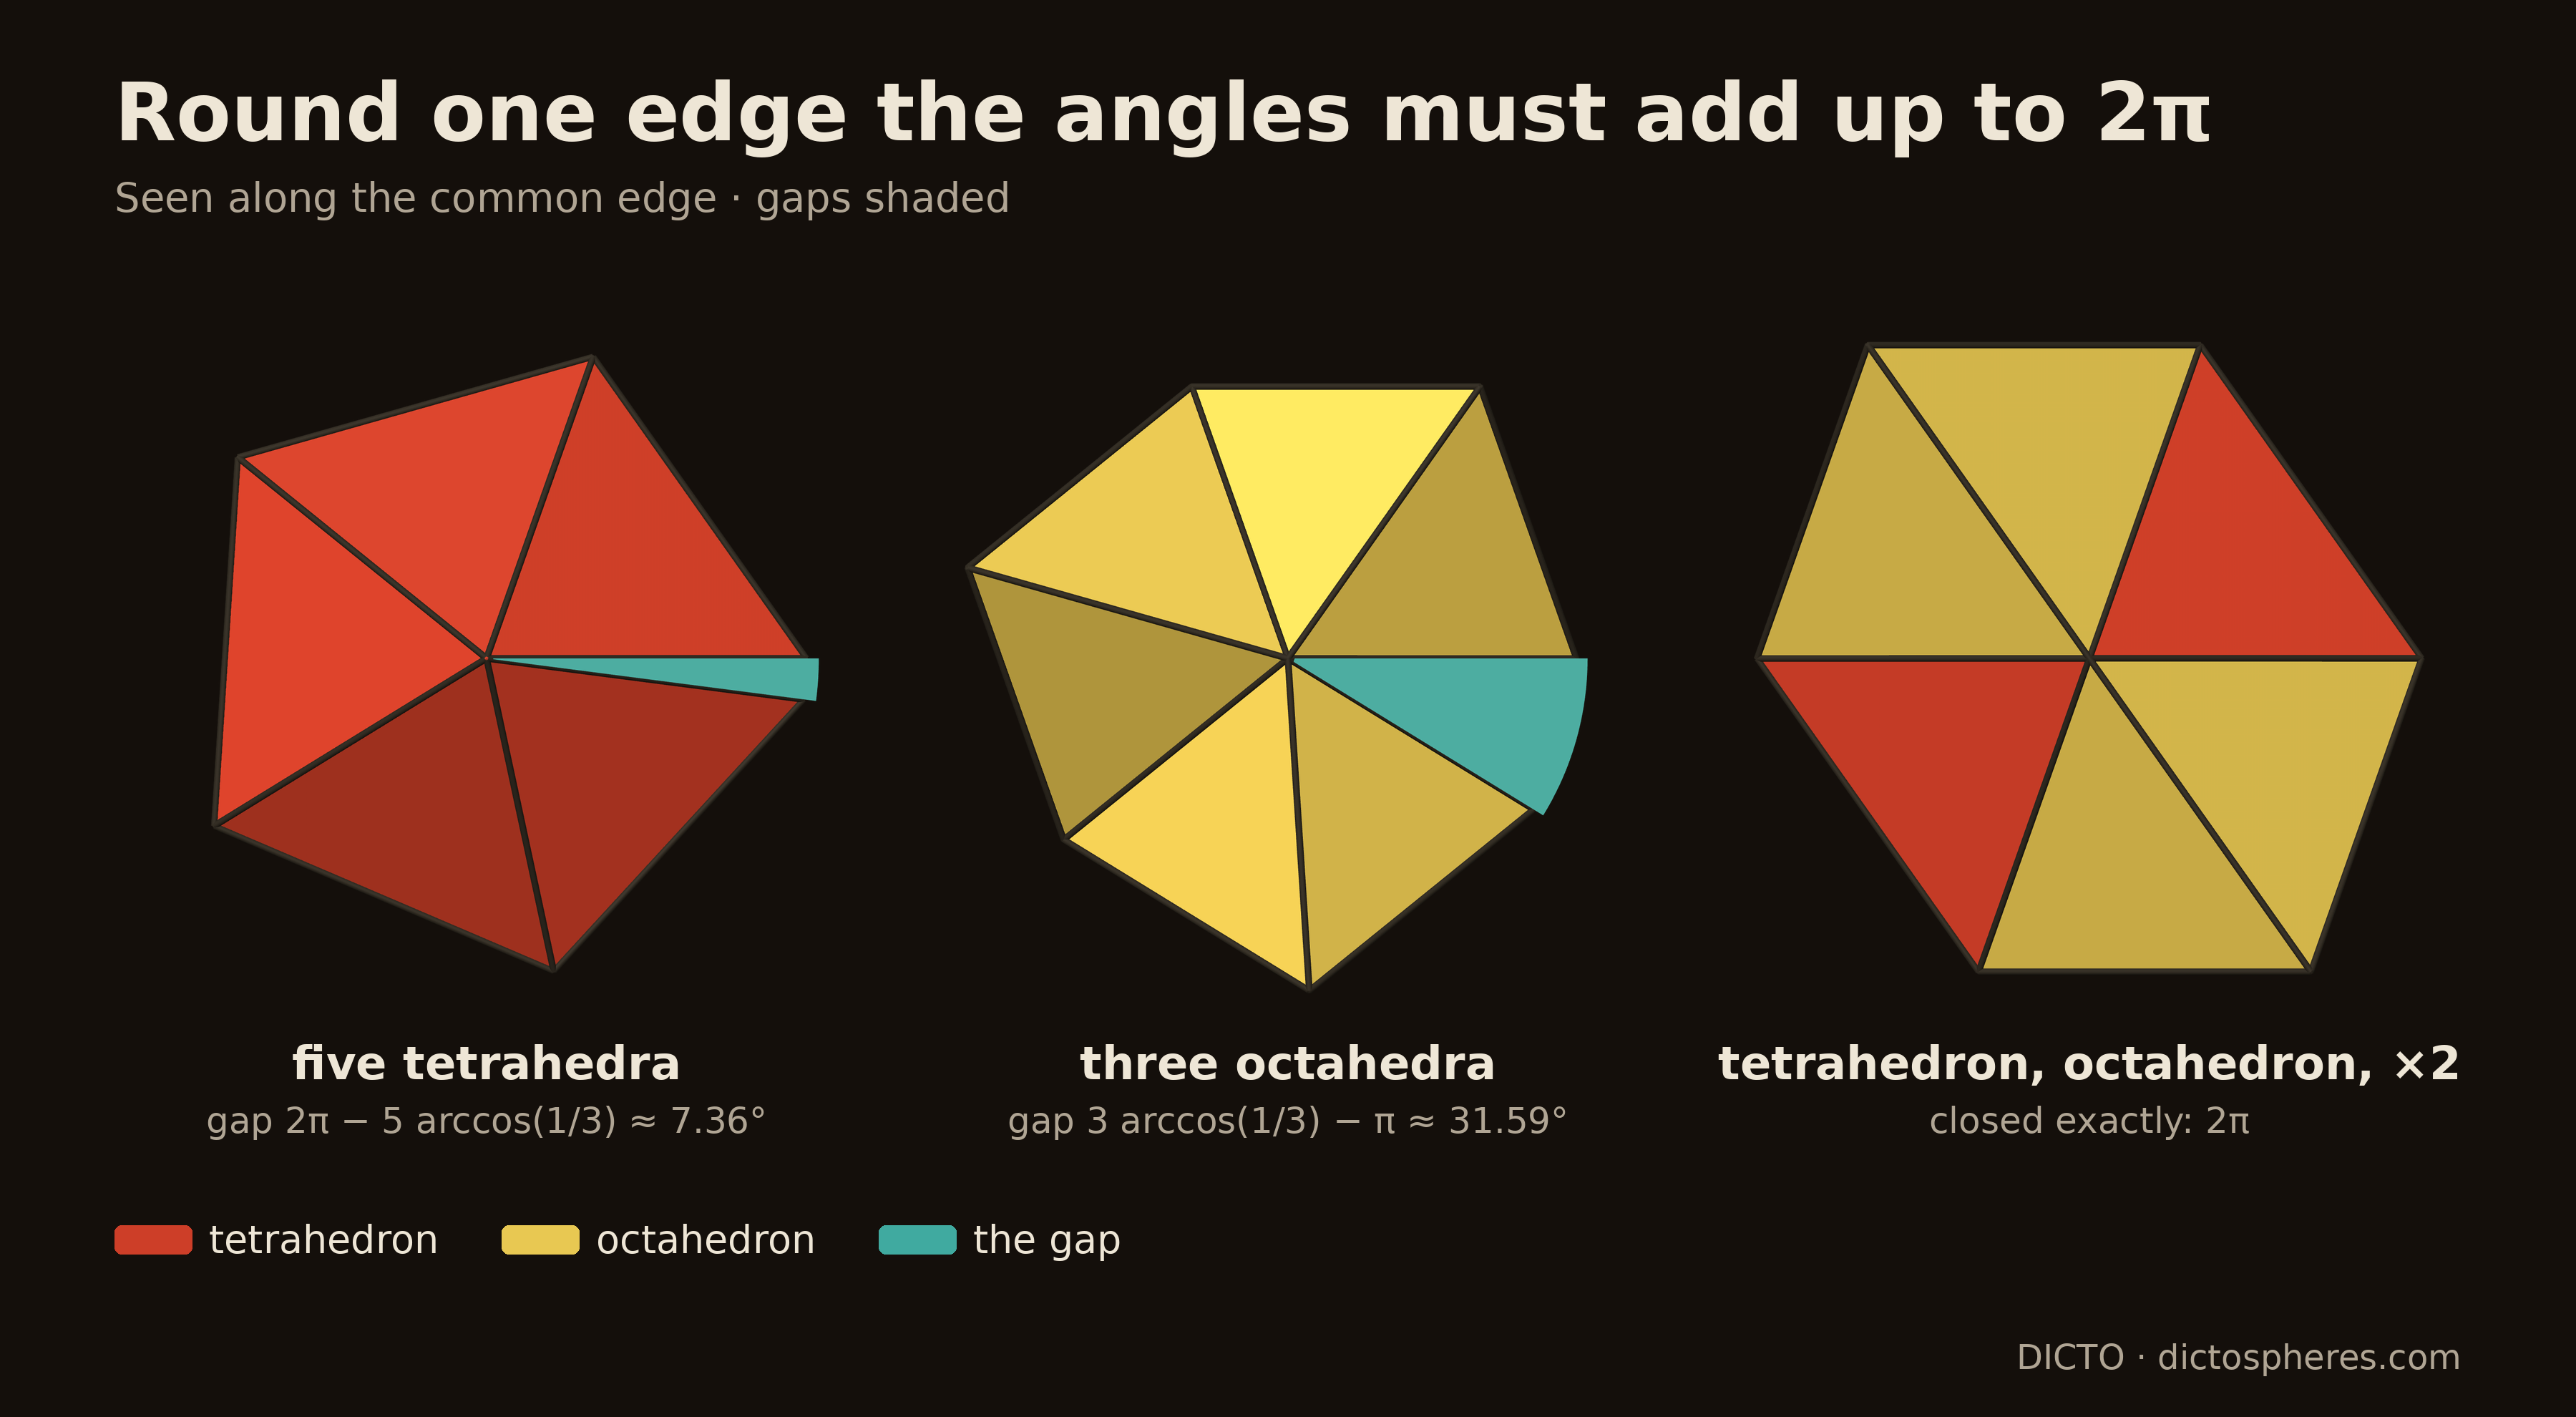 Round one edge the angles must add up to 2π
Seen along the common edge · gaps shaded
five tetrahedra
gap 2π − 5 arccos(1/3) ≈ 7.36°
three octahedra
gap 3 arccos(1/3) − π ≈ 31.59°
tetrahedron, octahedron, ×2
closed exactly: 2π
tetrahedron
octahedron
the gap
DICTO · dictospheres.com